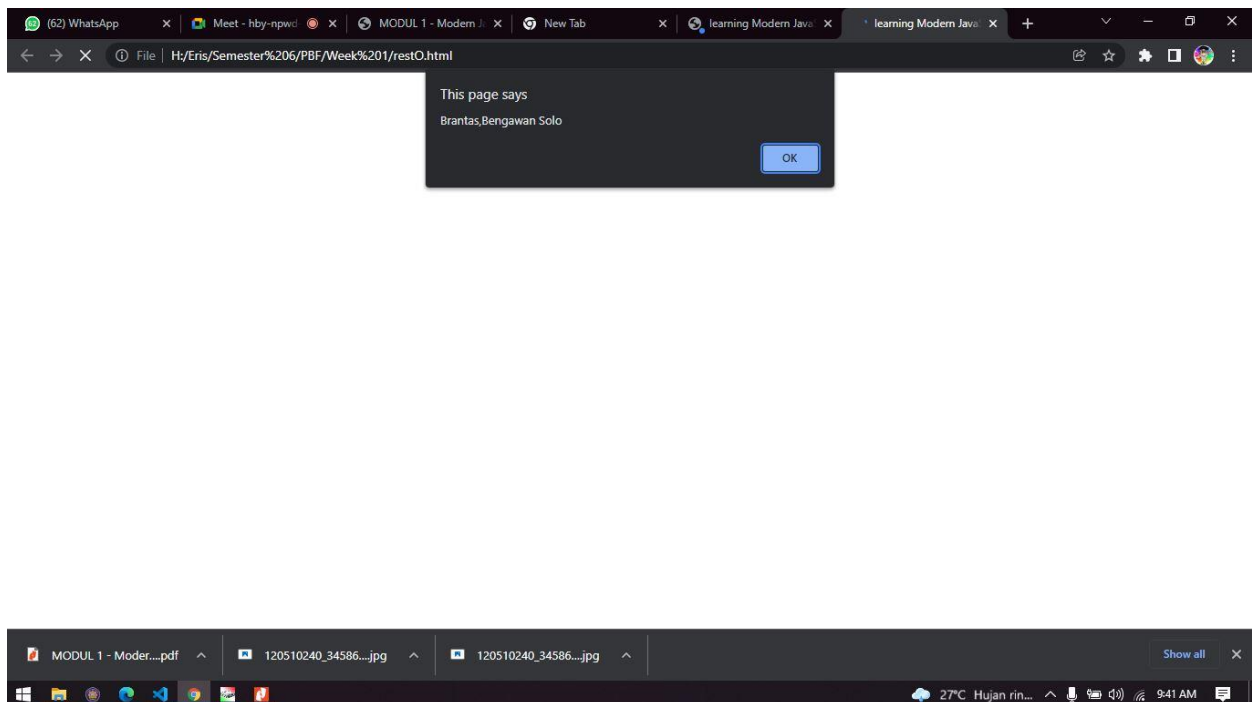 (62) WhatsApp
Meet - hby-npwd-
MODUL 1 - Modern J
New Tab
learning Modern Java
learning Modern Java
File | H:/Eris/Semester%206/PBF/Week%201/restO.html
This page says
Brantas,Bengawan Solo
OK
MODUL 1 - Moder....pdf
120510240_34586....jpg
120510240_34586....jpg
Show all
27°C Hujan rin...
9:41 AM